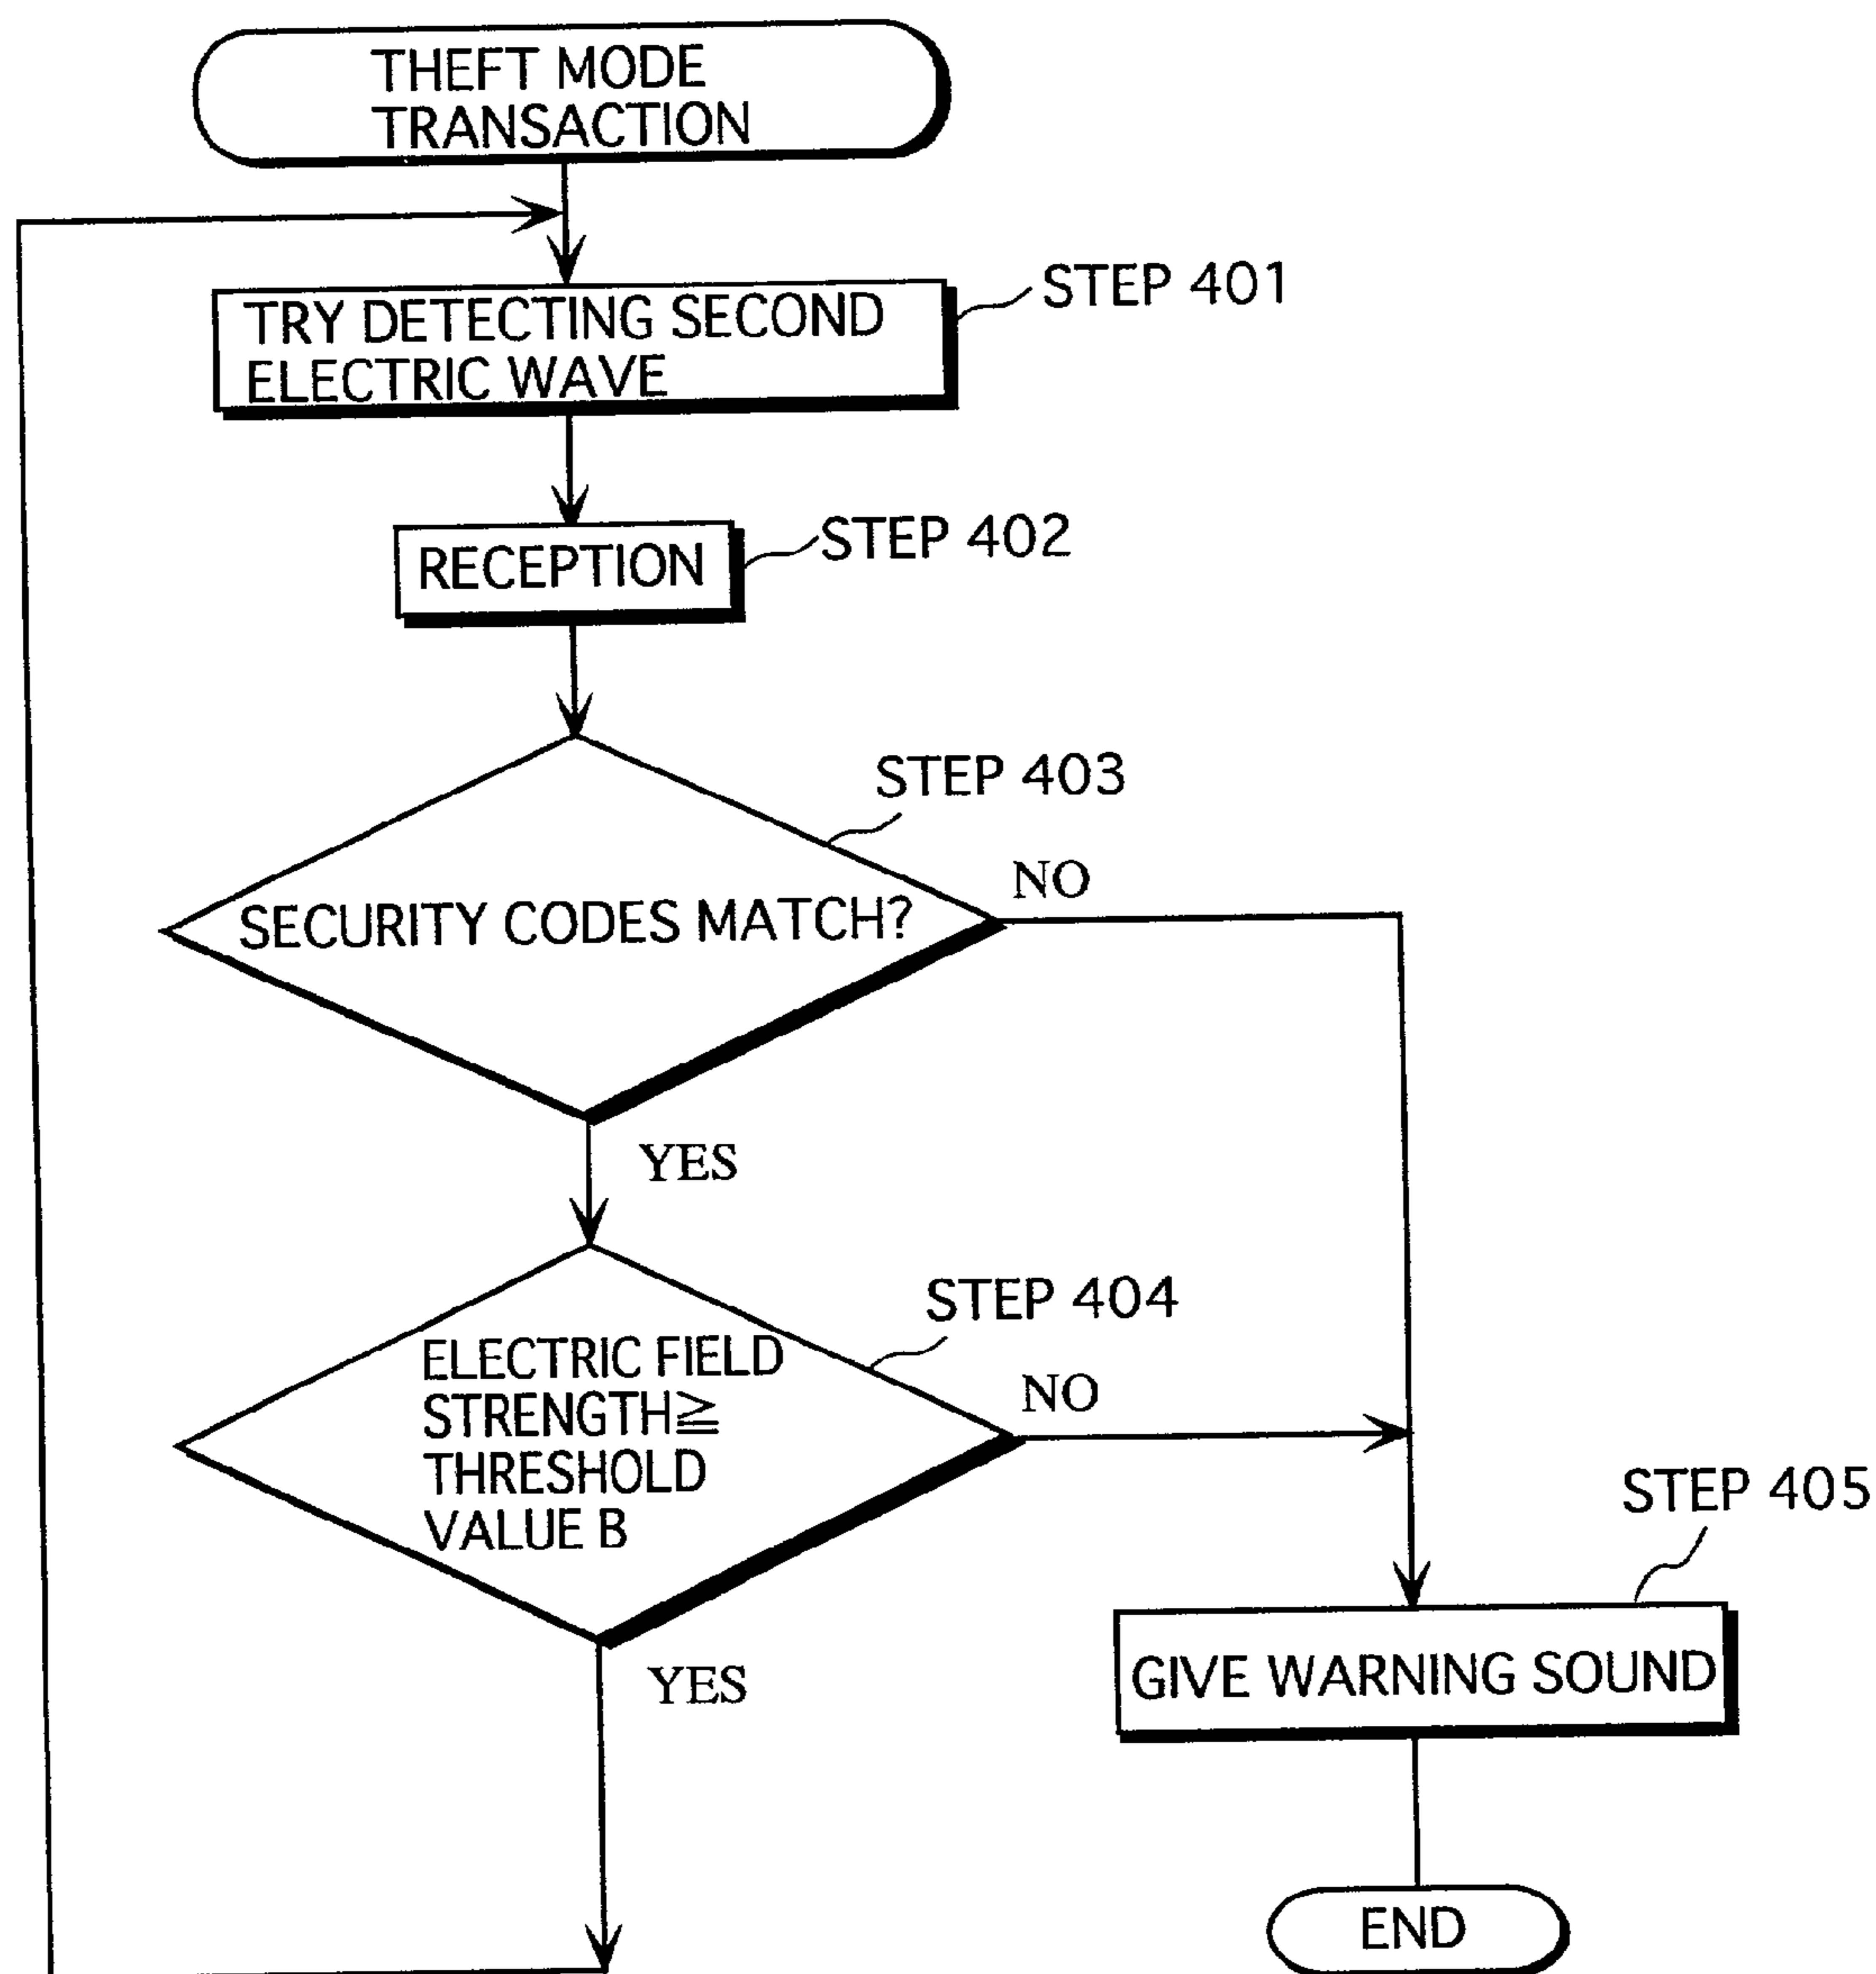 THEFT MODE
TRANSACTION
STEP 401
TRY DETECTING SECOND
ELECTRIC WAVE
STEP 402
RECEPTION
STEP 403
NO
SECURITY CODES MATCH?
YES
STEP 404
ELECTRIC FIELD
STRENGTH≧
THRESHOLD
VALUE B
NO
STEP 405
YES
GIVE WARNING SOUND
END